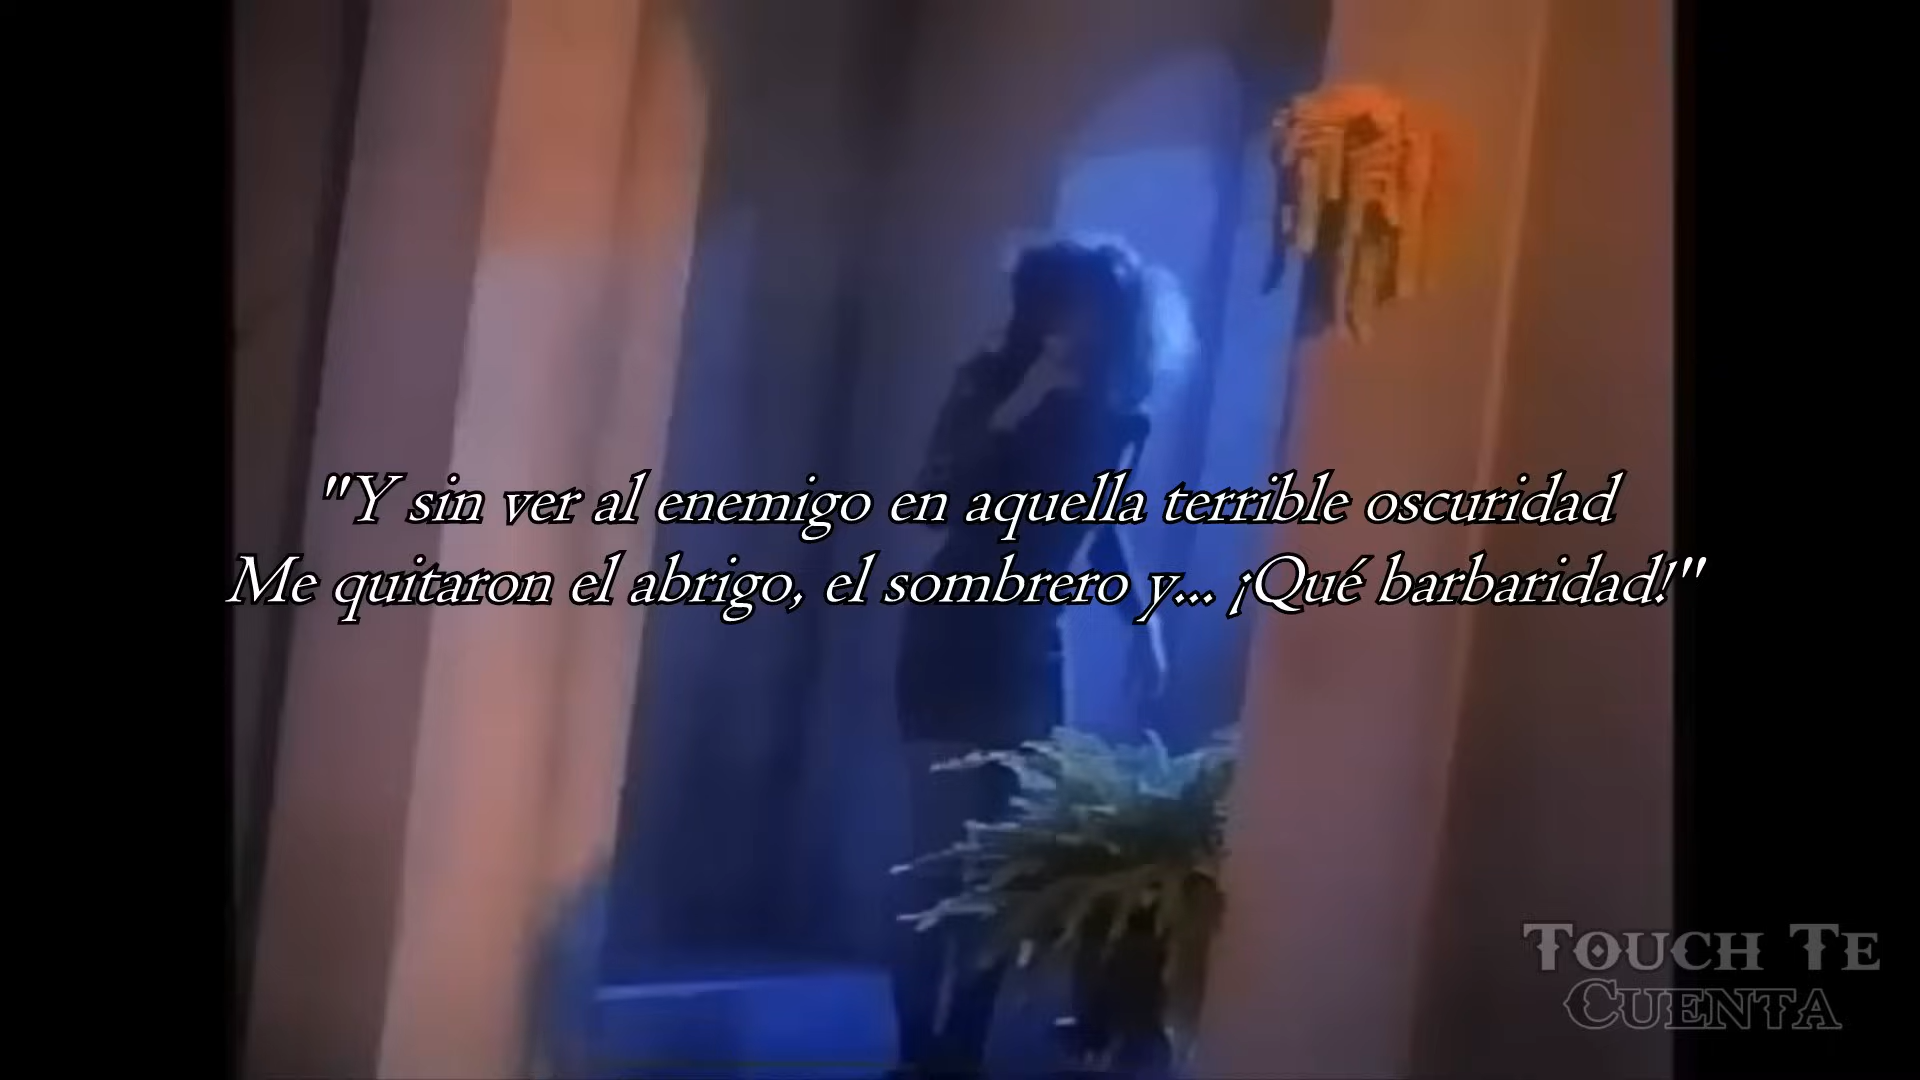 "Y sin ver al enemigo en aquella terrible oscuridad
Me quitaron el abrigo, el sombrero y... ¡Qué barbaridad!"
Touch Te
Cuenta